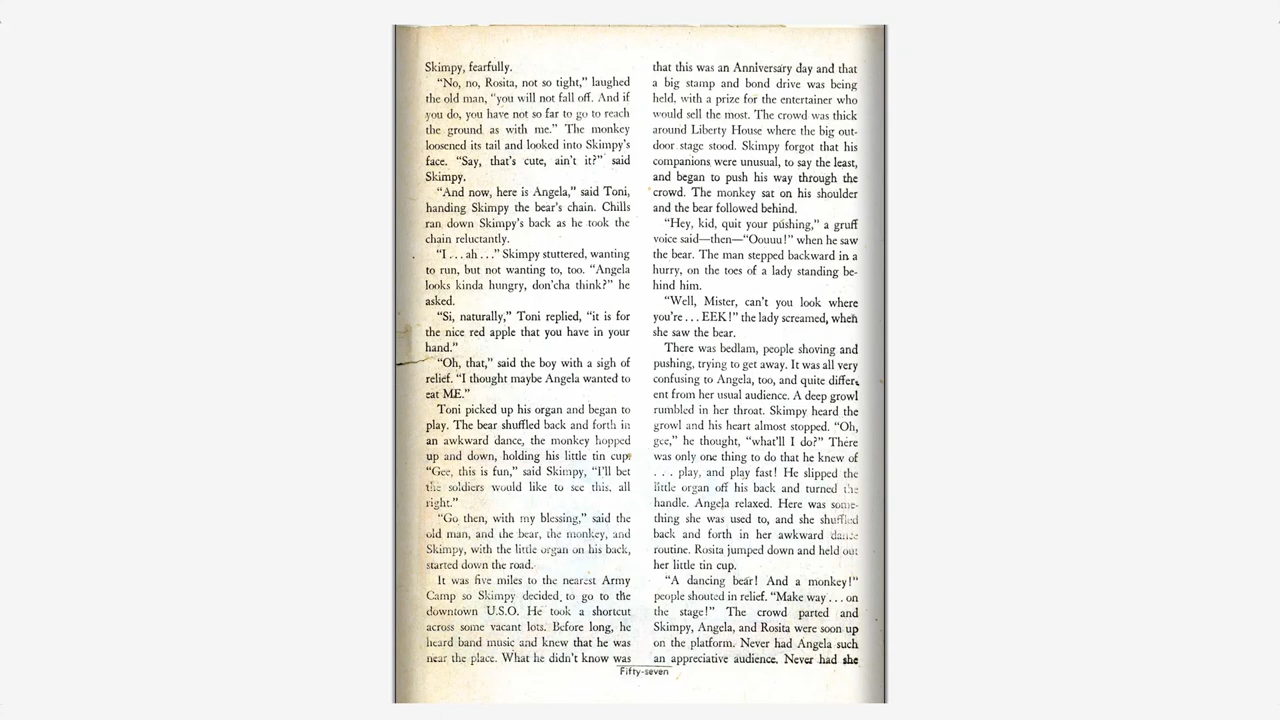 Skimpy, fearfully.
"No, no, Rosita, not so tight," laughed
the old man, "you will not fall off. And if
you do, you have not so far to go to reach
the ground as with me." The monkey
loosened its tail and looked into Skimpy's
face. "Say, that's cute, ain't it?" said
Skimpy.
"And now, here is Angela," said Toni,
handing Skimpy the bear's chain. Chills
ran down Skimpy's back as he took the
chain reluctantly.
"I . . . ah . . ." Skimpy stuttered, wanting
to run, but not wanting to, too. "Angela
looks kinda hungry, don'cha think?" he
asked.
"Si, naturally," Toni replied, "it is for
the nice red apple that you have in your
hand."
"Oh, that," said the boy with a sigh of
relief. "I thought maybe Angela wanted to
eat ME."
Toni picked up his organ and began to
play. The bear shuffled back and forth in
an awkward dance, the monkey hopped
up and down, holding his little tin cup.
"Gee, this is fun," said Skimpy, "I'll bet
the soldiers would like to see this, all
right."
"Go then, with my blessing," said the
old man, and the bear, the monkey, and
Skimpy, with the little organ on his back,
started down the road.
It was five miles to the nearest Army
Camp so Skimpy decided to go to the
downtown U.S.O. He took a shortcut
across some vacant lots. Before long, he
heard band music and knew that he was
near the place. What he didn't know was
that this was an Anniversary day and that
a big stamp and bond drive was being
held, with a prize for the entertainer who
would sell the most. The crowd was thick
around Liberty House where the big out-
door stage stood. Skimpy forgot that his
companions were unusual, to say the least,
and began to push his way through the
crowd. The monkey sat on his shoulder
and the bear followed behind.
"Hey, kid, quit your pushing," a gruff
voice said—then—"Oouuu!" when he saw
the bear. The man stepped backward in a
hurry, on the toes of a lady standing be-
hind him.
"Well, Mister, can't you look where
you're . . . EEK!" the lady screamed, when
she saw the bear.
There was bedlam, people shoving and
pushing, trying to get away. It was all very
confusing to Angela, too, and quite differ-
ent from her usual audience. A deep growl
rumbled in her throat. Skimpy heard the
growl and his heart almost stopped. "Oh,
gee," he thought, "what'll I do?" There
was only one thing to do that he knew of
. . . play, and play fast! He slipped the
little organ off his back and turned the
handle. Angela relaxed. Here was some-
thing she was used to, and she shuffled
back and forth in her awkward dance
routine. Rosita jumped down and held out
her little tin cup.
"A dancing bear! And a monkey!"
people shouted in relief. "Make way . . . on
the stage!" The crowd parted and
Skimpy, Angela, and Rosita were soon up
on the platform. Never had Angela such
an appreciative audience. Never had she
Fifty-seven